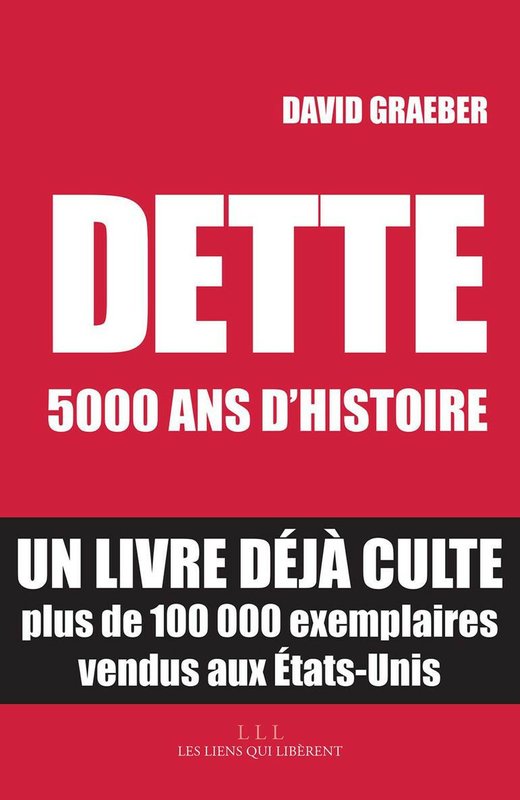 DAVID GRAEBER
DETTE
5000 ANS D'HISTOIRE
UN LIVRE DÉJÀ CULTE
plus de 100 000 exemplaires
vendus aux États-Unis
LLL
LES LIENS QUI LIBÈRENT